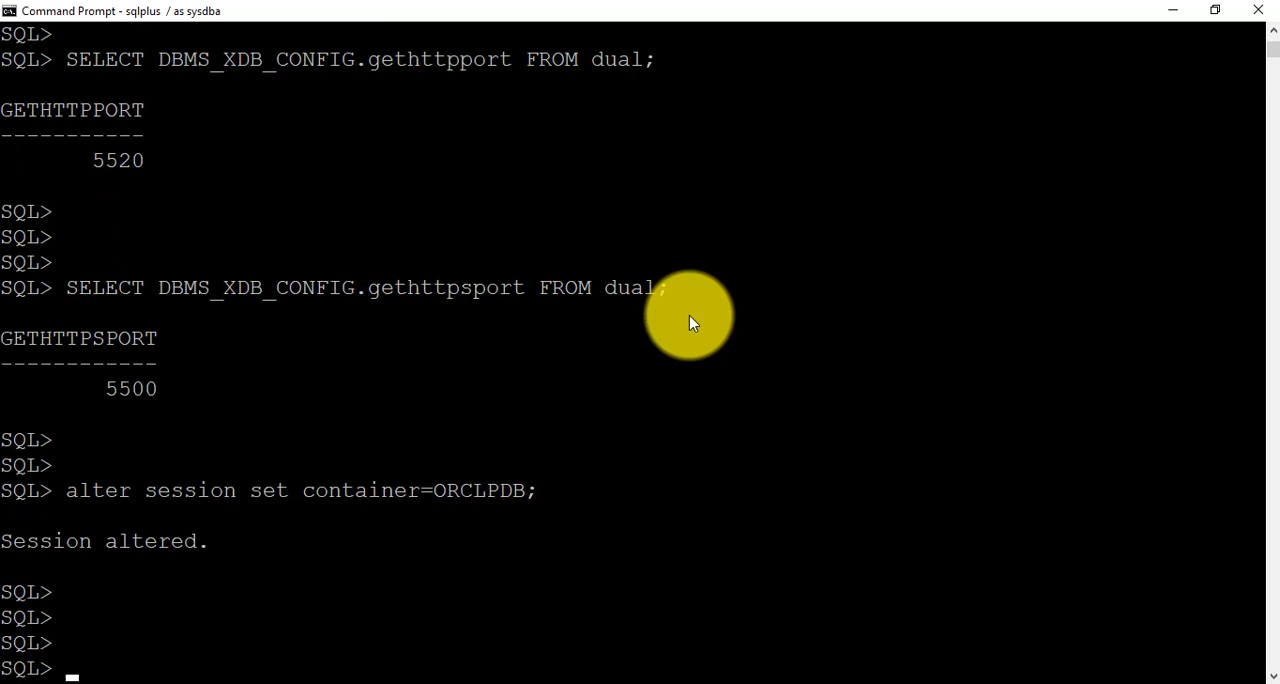 Command Prompt - sqlplus / as sysdba
SQL>
SQL> SELECT DBMS_XDB_CONFIG.gethttpport FROM dual;
GETHTTPPORT
-----------
5520
SQL>
SQL>
SQL>
SQL> SELECT DBMS_XDB_CONFIG.gethttpsport FROM dual;
GETHTTPSPORT
------------
5500
SQL>
SQL>
SQL> alter session set container=ORCLPDB;
Session altered.
SQL>
SQL>
SQL>
SQL>